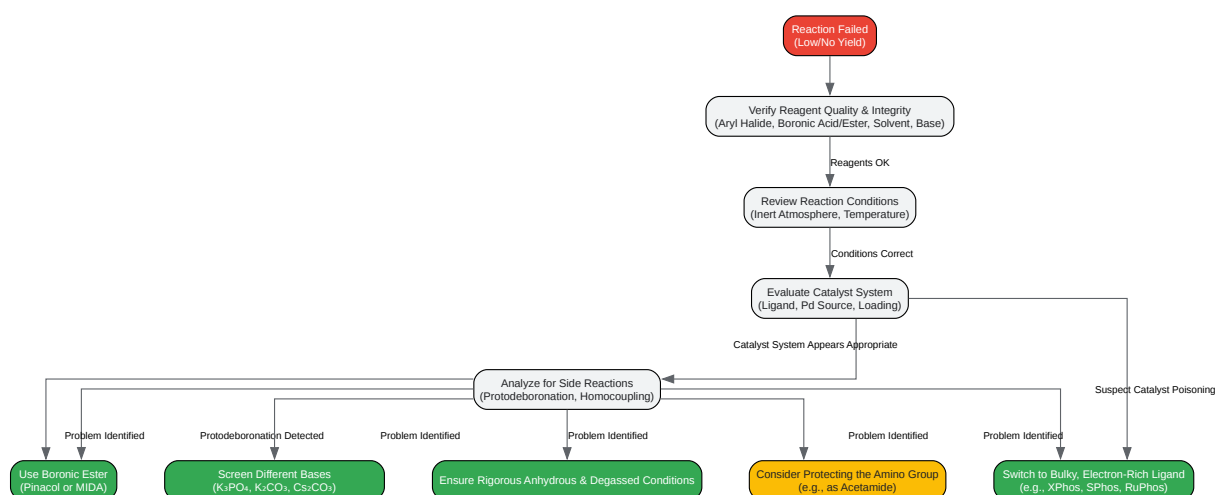 Reaction Failed
(Low/No Yield)
Verify Reagent Quality & Integrity
(Aryl Halide, Boronic Acid/Ester, Solvent, Base)
Reagents OK
Review Reaction Conditions
(Inert Atmosphere, Temperature)
Conditions Correct
Evaluate Catalyst System
(Ligand, Pd Source, Loading)
Catalyst System Appears Appropriate
Analyze for Side Reactions
(Protodeboronation, Homocoupling)
Suspect Catalyst Poisoning
Problem Identified
Protodeboronation Detected
Problem Identified
Problem Identified
Problem Identified
Problem Identified
Use Boronic Ester
(Pinacol or MIDA)
Screen Different Bases
(K₃PO₄, K₂CO₃, Cs₂CO₃)
Ensure Rigorous Anhydrous & Degassed Conditions
Consider Protecting the Amino Group
(e.g., as Acetamide)
Switch to Bulky, Electron-Rich Ligand
(e.g., XPhos, SPhos, RuPhos)